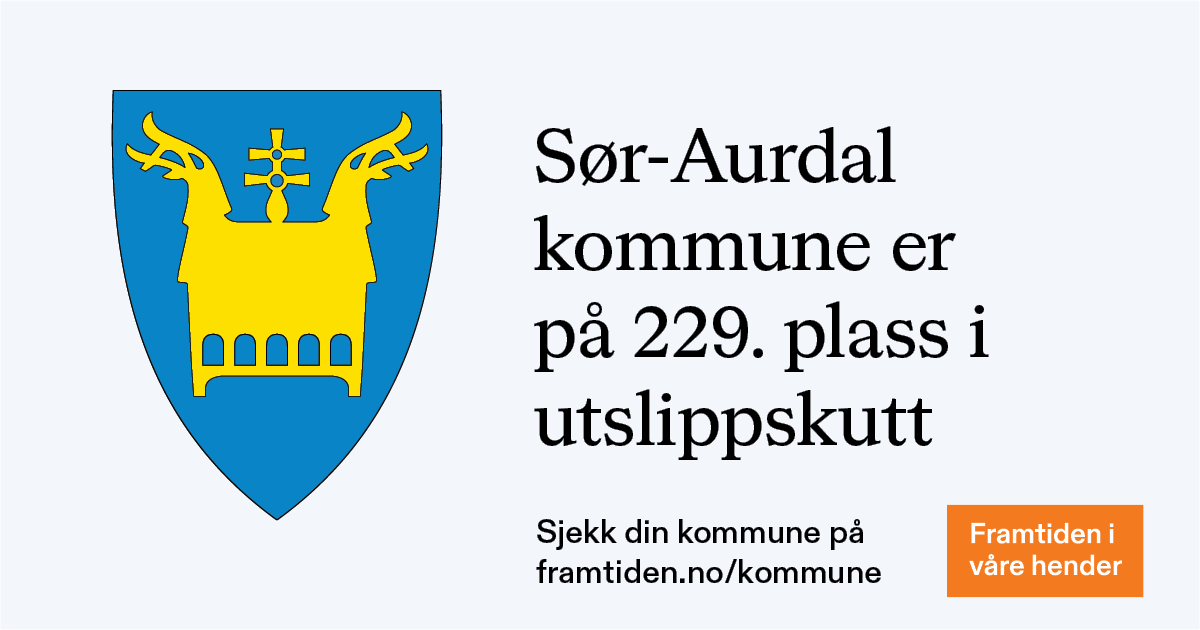 Sør-Aurdal
kommune er
på 229. plass i
utslippskutt
Sjekk din kommune på
framtiden.no/kommune
Framtiden i
våre hender